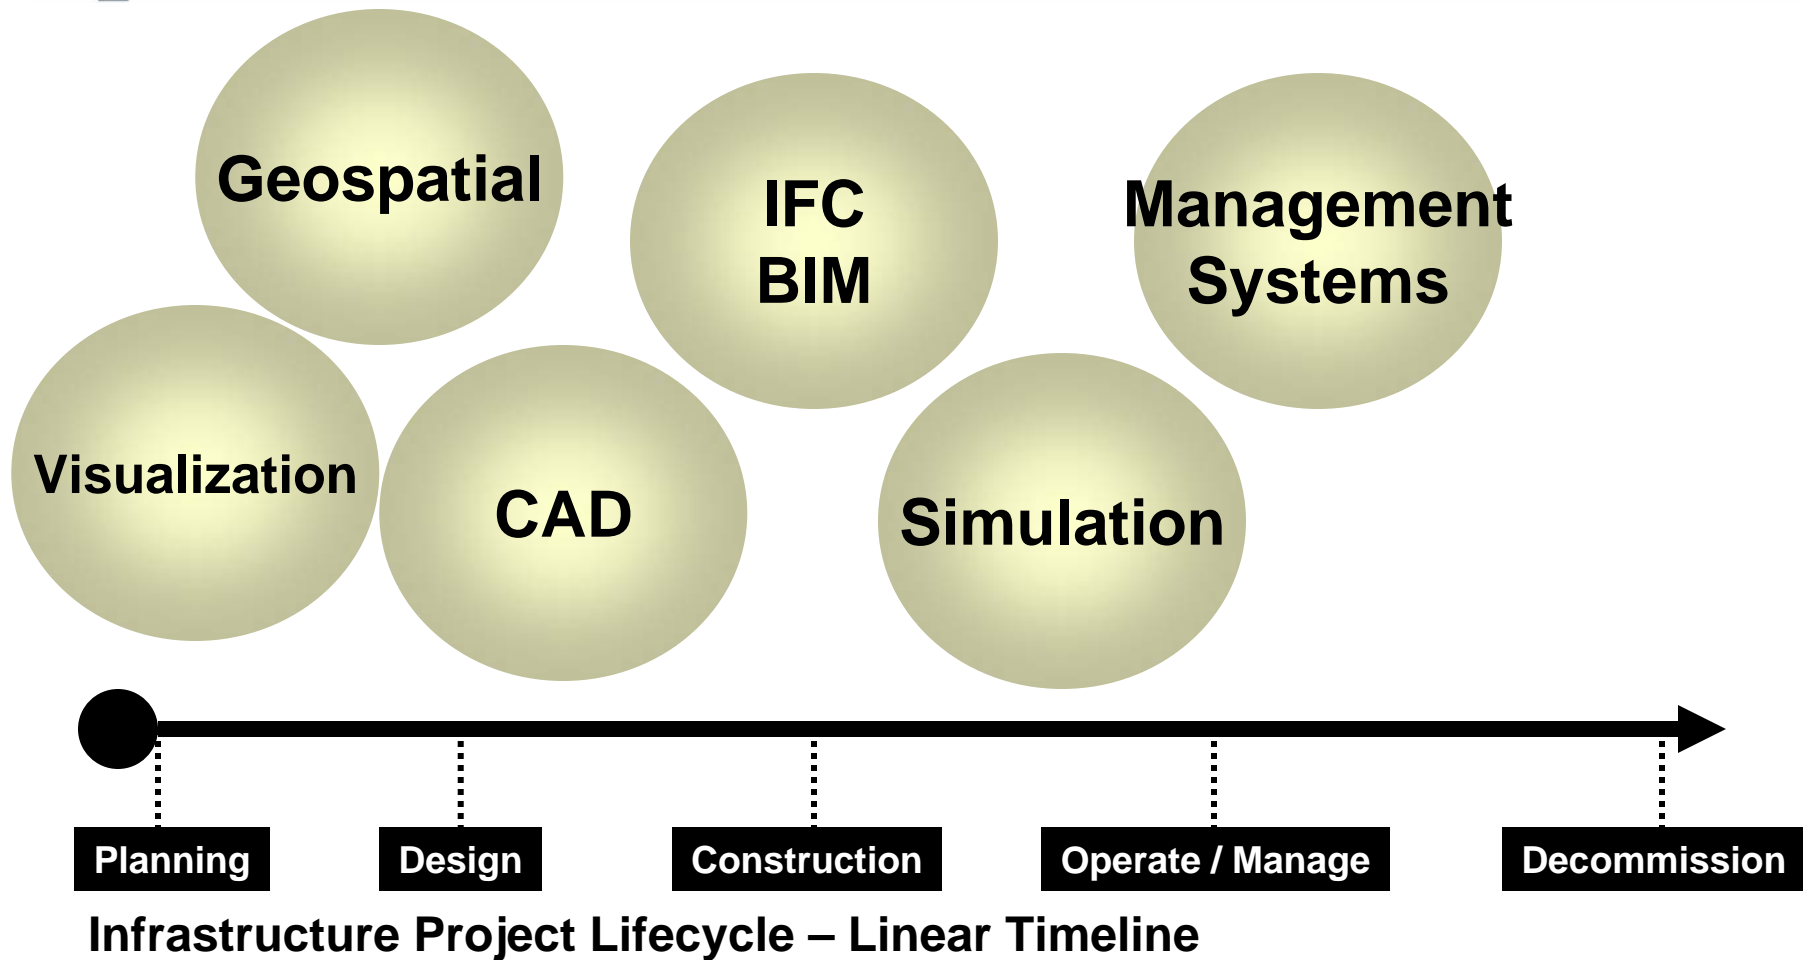 Geospatial
IFC
BIM
Management
Systems
Visualization
CAD
Simulation
Planning
Design
Construction
Operate / Manage
Decommission
Infrastructure Project Lifecycle – Linear Timeline